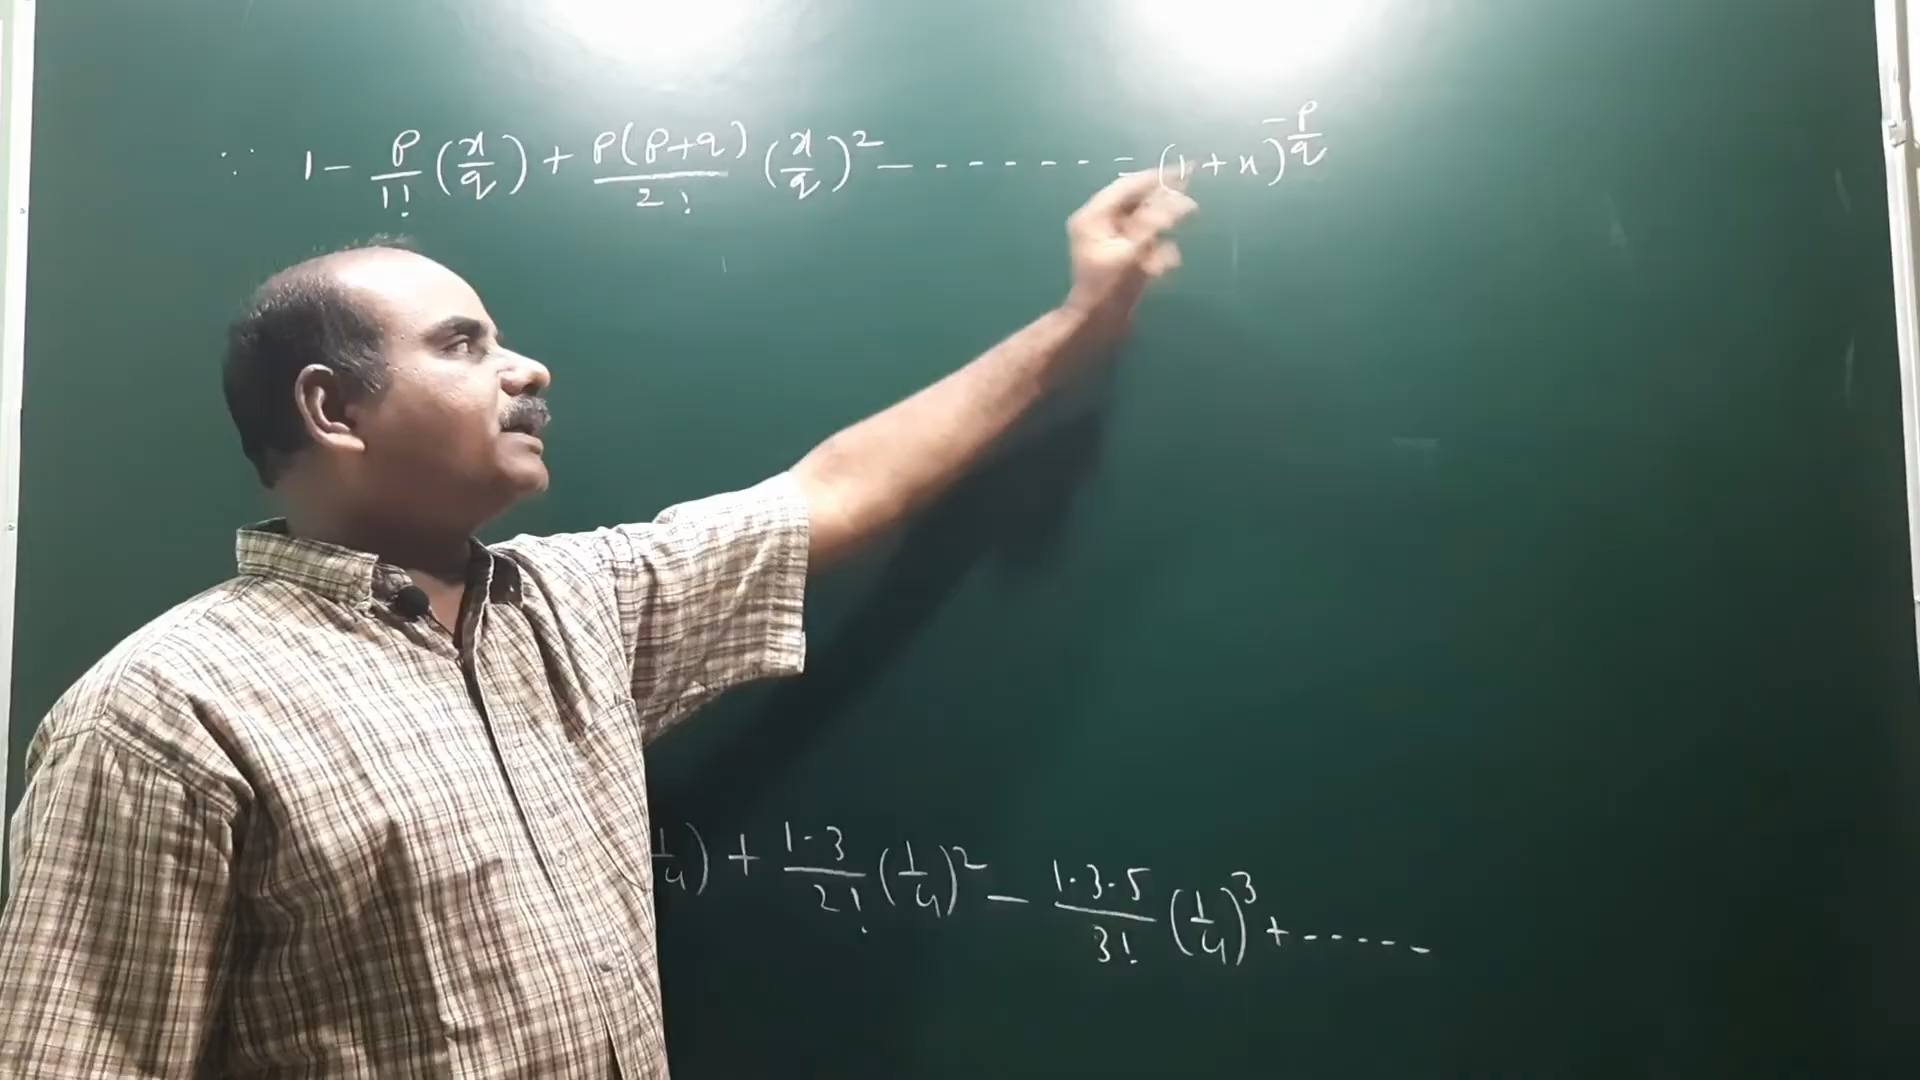 ∵ 1 - p/1! (x/q) + p(p+q)/2! (x/q)^2 - - - - - - - = (1+x)^(-p/q)
1/4) + 1·3/2! (1/4)^2 - 1·3·5/3! (1/4)^3 + - - - - -